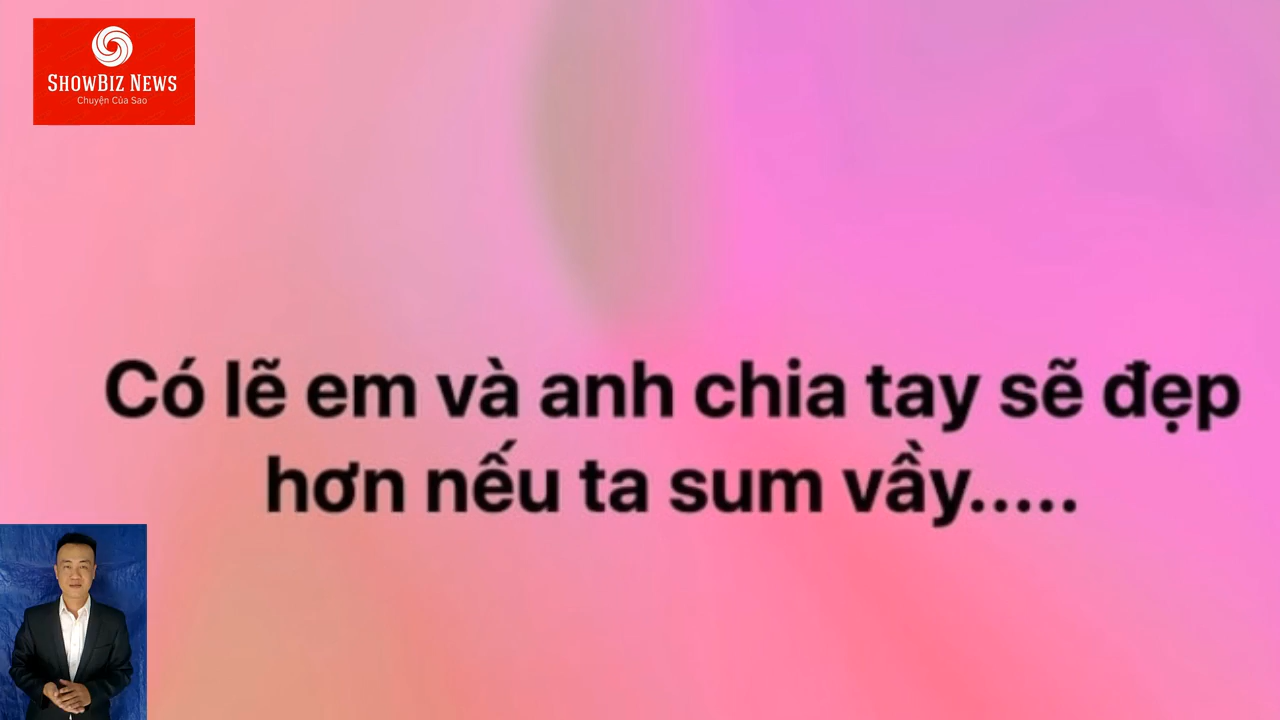 SHOWBIZ NEWS
Chuyện Của Sao
Có lẽ em và anh chia tay sẽ đẹp
hơn nếu ta sum vầy.....